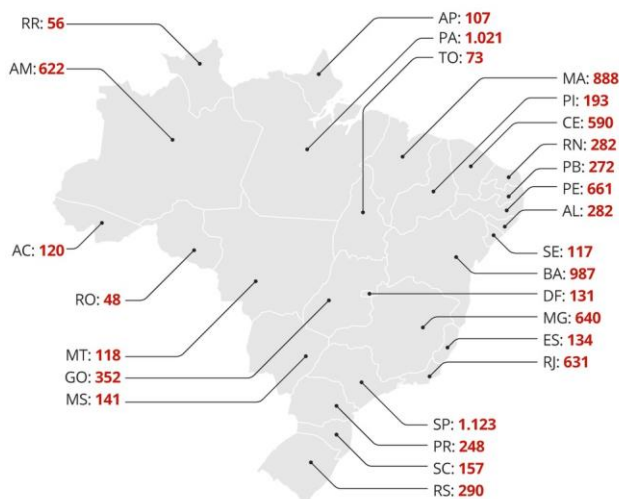 RR: 56
AM: 622
AP: 107
PA: 1.021
TO: 73
MA: 888
PI: 193
CE: 590
RN: 282
PB: 272
PE: 661
AL: 282
SE: 117
BA: 987
DF: 131
MG: 640
ES: 134
RJ: 631
AC: 120
RO: 48
MT: 118
GO: 352
MS: 141
SP: 1.123
PR: 248
SC: 157
RS: 290